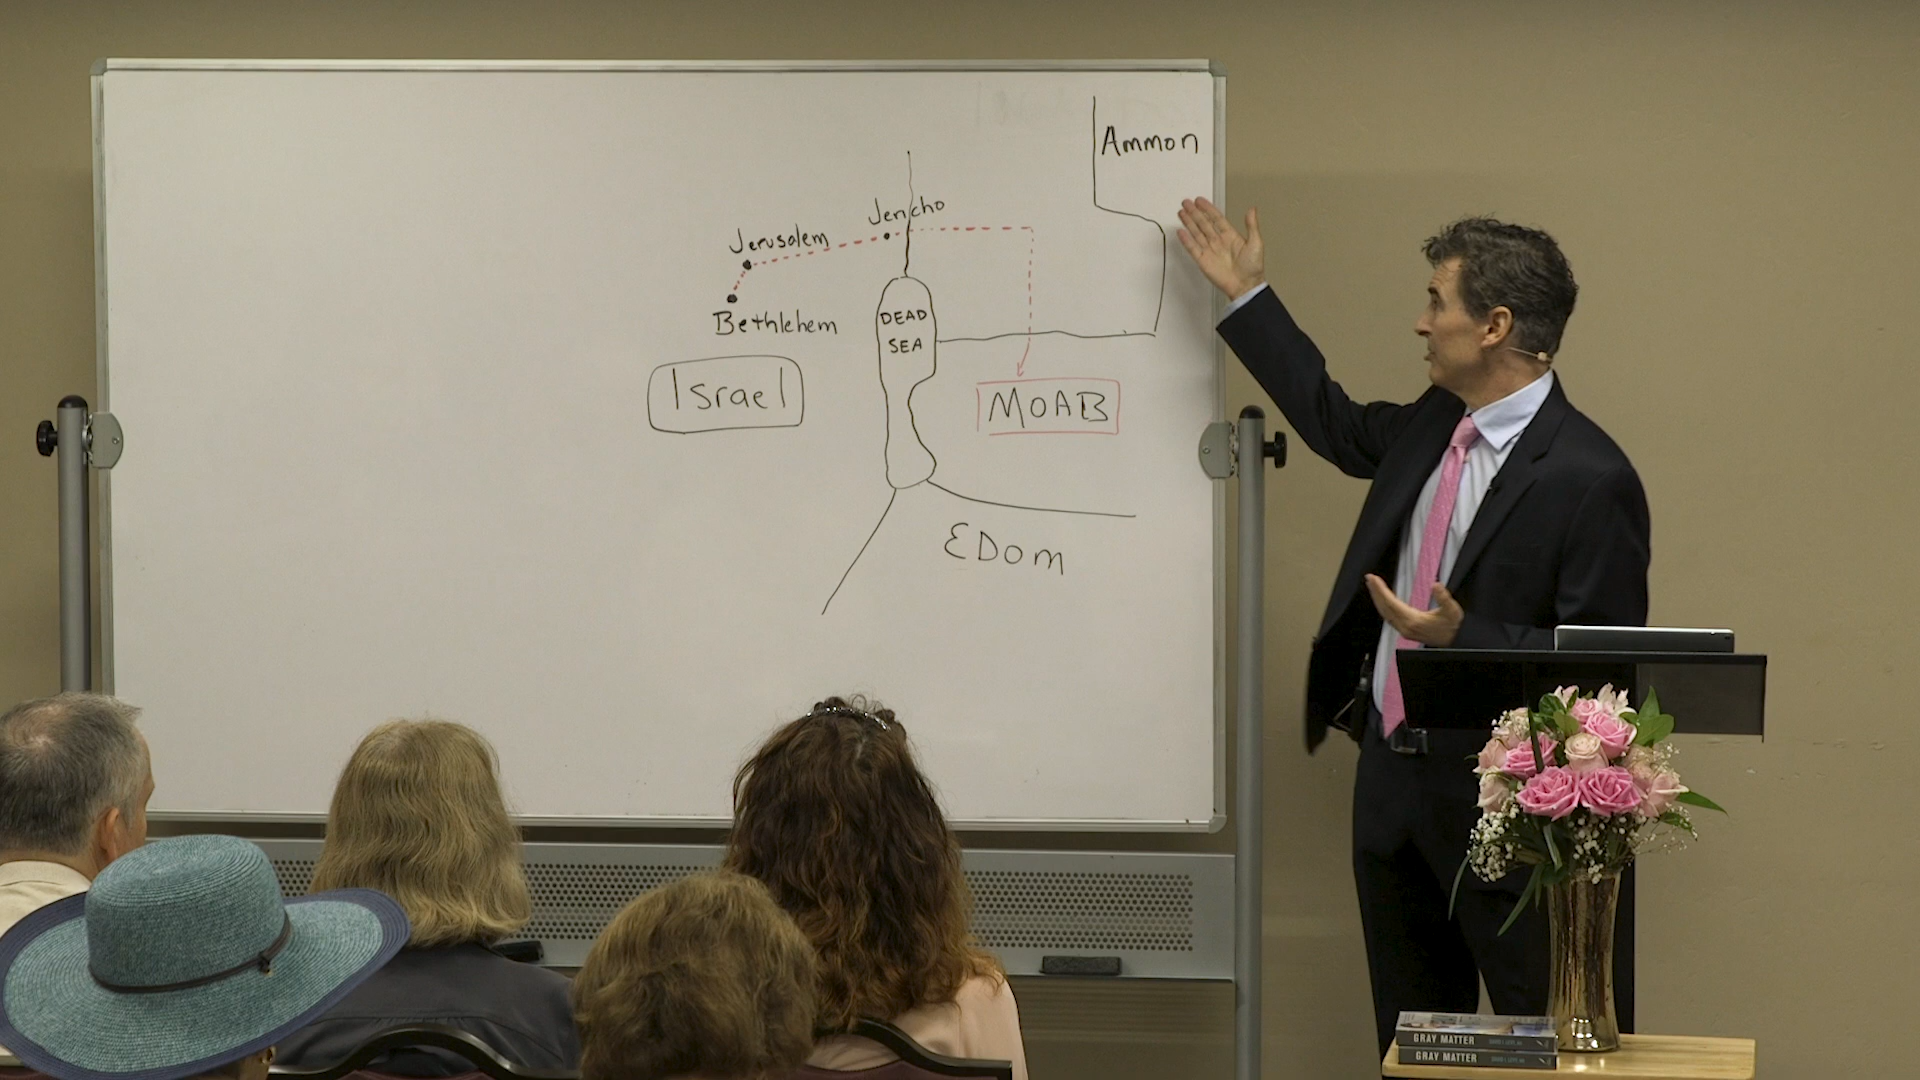 Ammon
Jericho
Jerusalem
Bethlehem
DEAD
SEA
Israel
MOAB
EDom
GRAY MATTER
GRAY MATTER